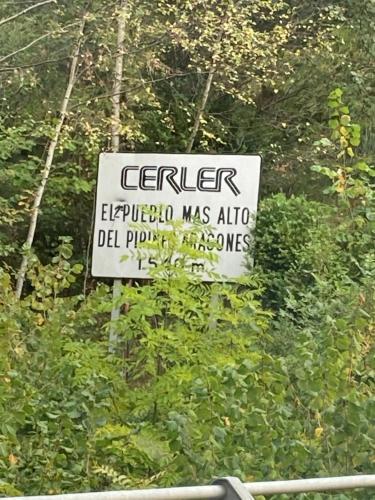 CERLER
EL PUEBLO MAS ALTO
DEL PIRINEO ARAGONES
m